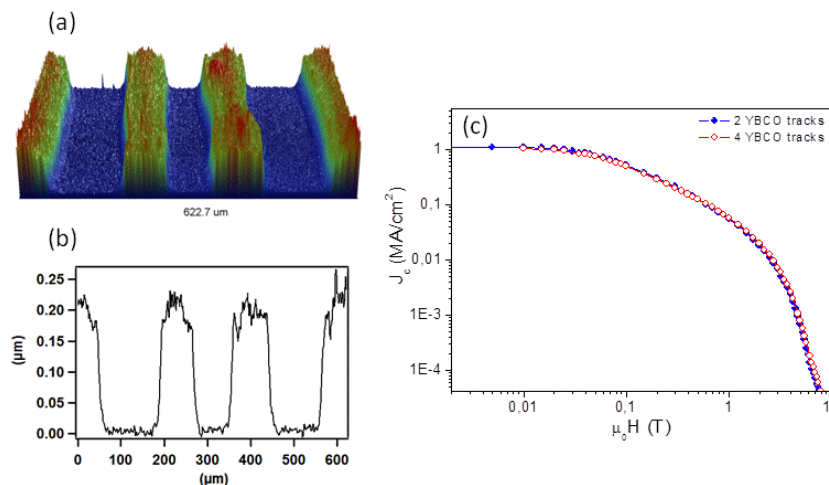 (a)
622.7 um
(b)
0.25
0.20
0.15
0.10
0.05
0.00
(µm)
0
100
200
300
400
500
600
(µm)
(c)
2 YBCO tracks
4 YBCO tracks
1
0,1
0,01
1E-3
1E-4
J_c (MA/cm²)
0,01
0,1
1
µ₀H (T)